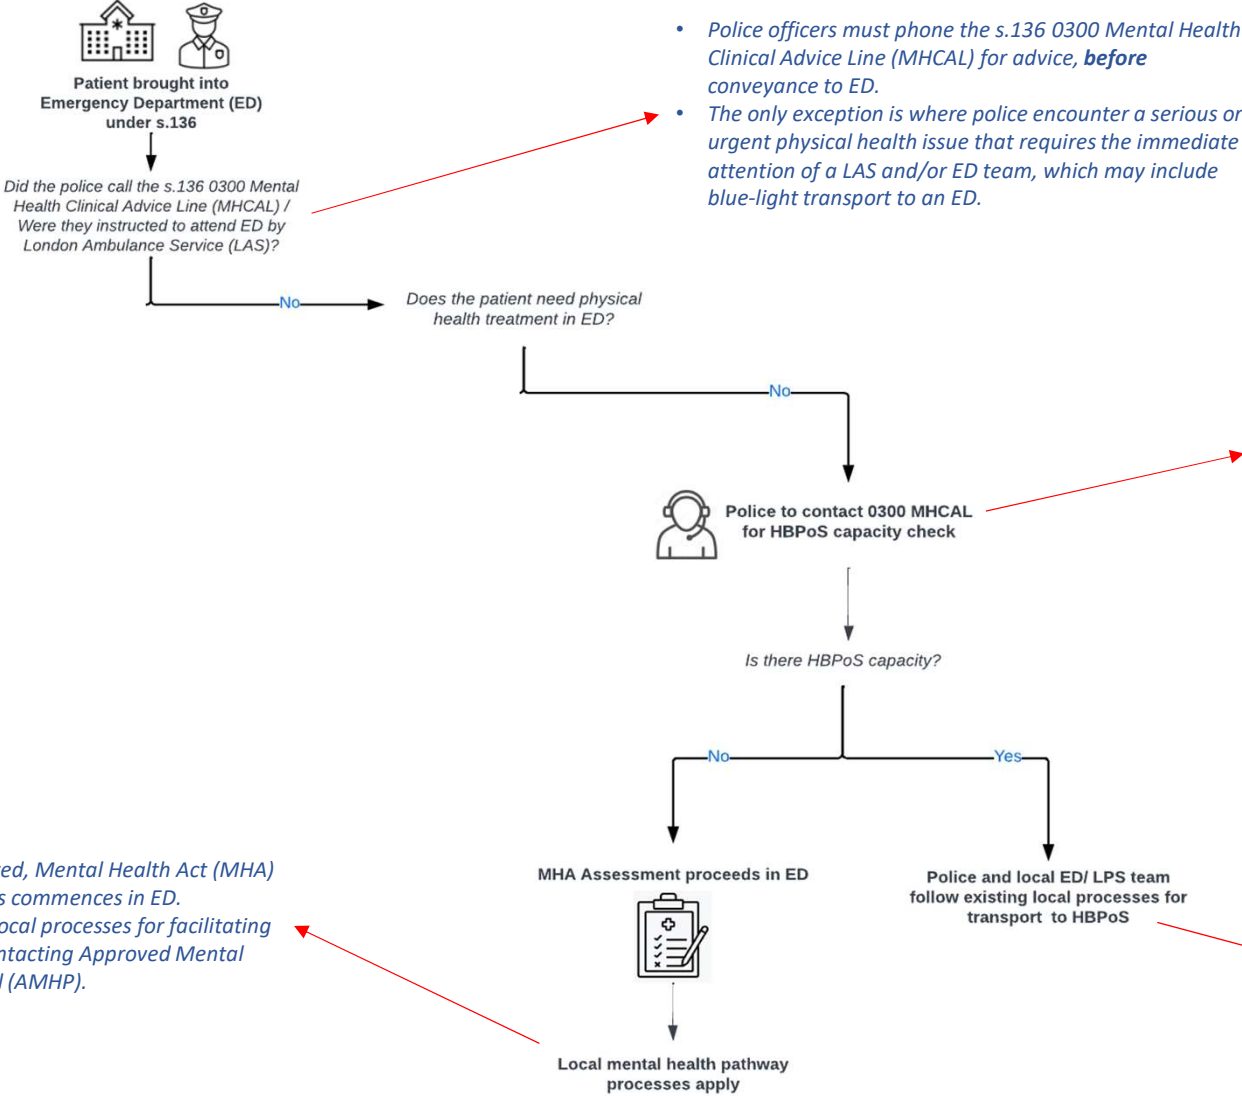 • Police officers must phone the s.136 0300 Mental Health
Clinical Advice Line (MHCAL) for advice, before
conveyance to ED.
• The only exception is where police encounter a serious or
urgent physical health issue that requires the immediate
attention of a LAS and/or ED team, which may include
blue-light transport to an ED.
Patient brought into
Emergency Department (ED)
under s.136
Did the police call the s.136 0300 Mental
Health Clinical Advice Line (MHCAL) /
Were they instructed to attend ED by
London Ambulance Service (LAS)?
No
Does the patient need physical
health treatment in ED?
No
Police to contact 0300 MHCAL
for HBPoS capacity check
Is there HBPoS capacity?
No
Yes
MHA Assessment proceeds in ED
Police and local ED/ LPS team
follow existing local processes for
transport to HBPoS
Mental Health Act (MHA)
commences in ED.
processes for facilitating
Approved Mental
(AMHP).
Local mental health pathway
processes apply